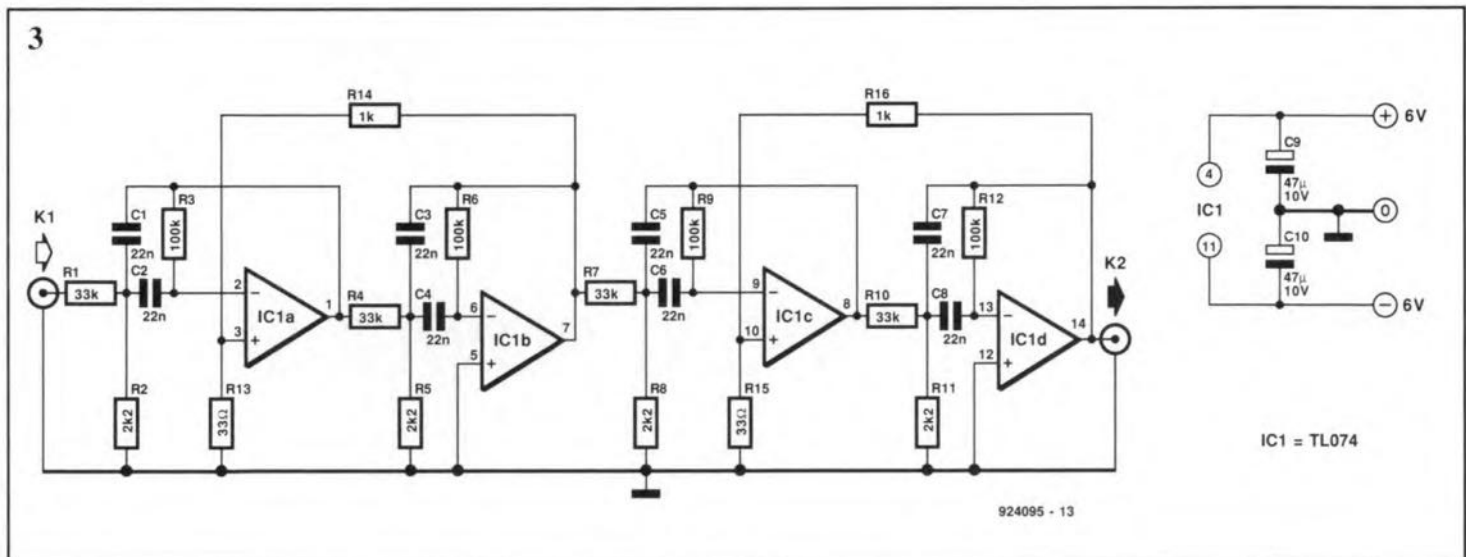 3
R14
1k
R16
1k
K1
C1
22n
R3
100k
C3
22n
R6
100k
C5
22n
R9
100k
C7
22n
R12
100k
K2
R1
33k
C2
22n
2
3
IC1a
1
R4
33k
C4
22n
6
5
IC1b
7
R7
33k
C6
22n
9
10
IC1c
8
R10
33k
C8
22n
13
12
IC1d
14
R2
2k2
R13
33Ω
R5
2k2
R8
2k2
R15
33Ω
R11
2k2
+
6V
C9
47µ
10V
4
IC1
11
0
C10
47µ
10V
−
6V
IC1 = TL074
924095 - 13